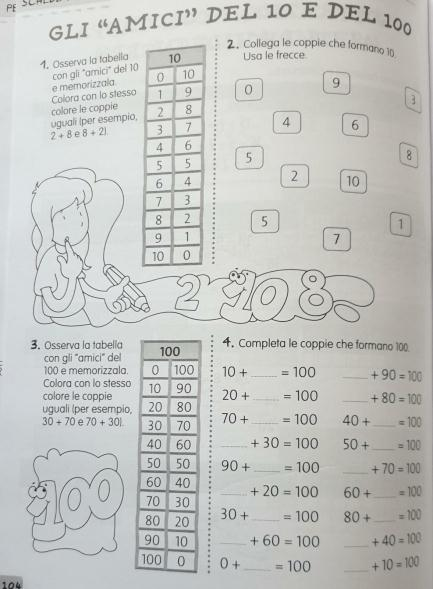 GLI “AMICI” DEL 10 E DEL 100
1. Osserva la tabella
con gli “amici” del 10
e memorizzala.
Colora con lo stesso
colore le coppie
uguali (per esempio,
2 + 8 e 8 + 2).
10
0 10
1 9
2 8
3 7
4 6
5 5
6 4
7 3
8 2
9 1
10 0
2. Collega le coppie che formano 10.
Usa le frecce.
0 9 3
4 6
5 8
2 10
5 1
7
2 10 8
3. Osserva la tabella
con gli “amici” del
100 e memorizzala.
Colora con lo stesso
colore le coppie
uguali (per esempio,
30 + 70 e 70 + 30).
100
100
0 100
10 90
20 80
30 70
40 60
50 50
60 40
70 30
80 20
90 10
100 0
4. Completa le coppie che formano 100.
10 + ____ = 100
____ + 90 = 100
20 + ____ = 100
____ + 80 = 100
70 + ____ = 100
40 + ____ = 100
____ + 30 = 100
50 + ____ = 100
90 + ____ = 100
____ + 70 = 100
____ + 20 = 100
60 + ____ = 100
30 + ____ = 100
80 + ____ = 100
____ + 60 = 100
____ + 40 = 100
0 + ____ = 100
____ + 10 = 100
104